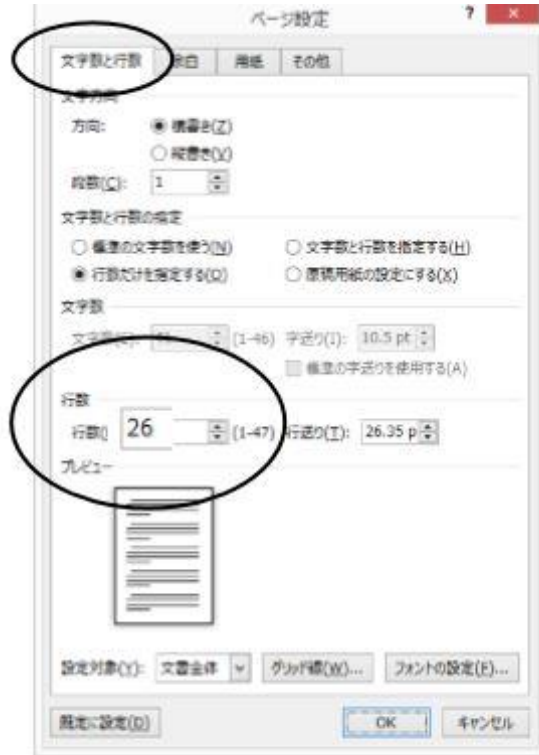 ページ設定 ? ×
文字数と行数 余白 用紙 その他
文字方向
方向: 横書き(Z)
縦書き(V)
段数(C): 1
文字数と行数の指定
標準の文字数を使う(N) 文字数と行数を指定する(H)
行数だけを指定する(O) 原稿用紙の設定にする(X)
文字数
文字数(E): (1-46) 字送り(I): 10.5 pt
標準の字送りを使用する(A)
行数
行数( 26 (1-47) 行送り(T): 26.35 p
プレビュー
設定対象(Y): 文書全体 グリッド線(W)... フォントの設定(F)...
既定に設定(D) OK キャンセル